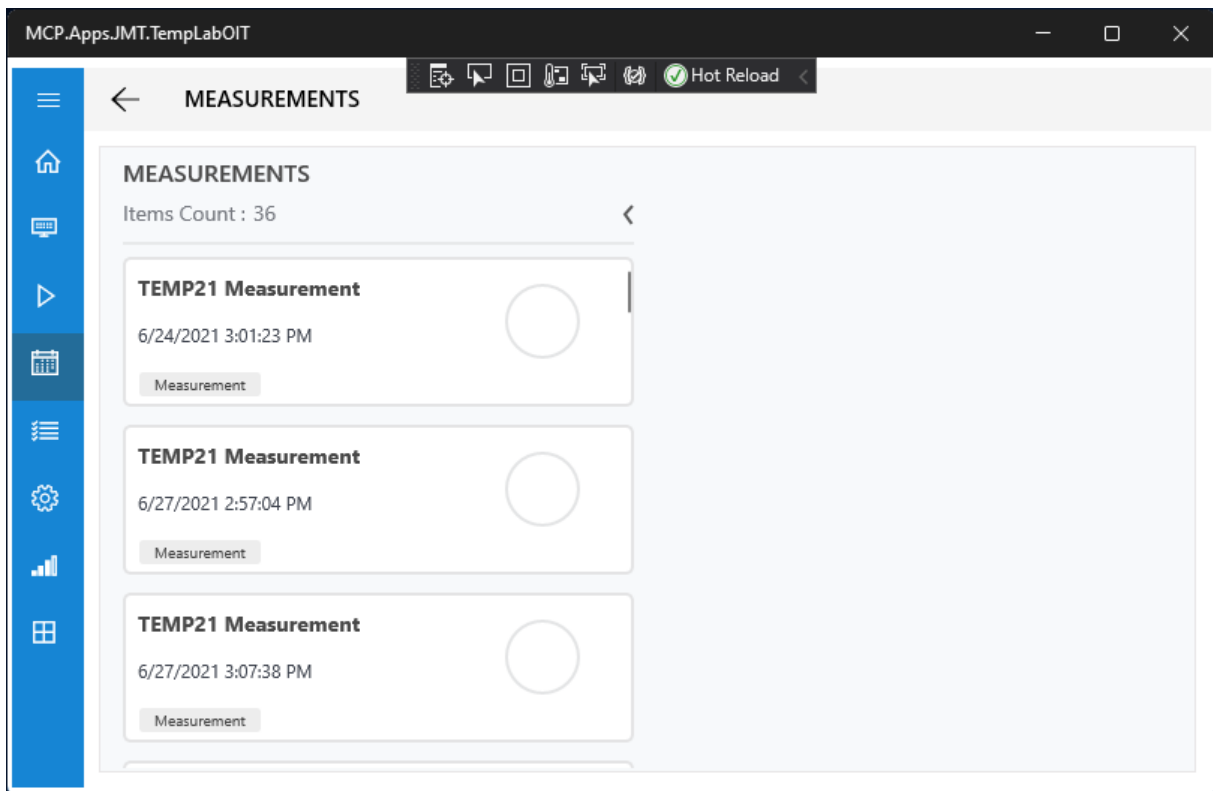 MCP.Apps.JMT.TempLabOIT
Hot Reload
MEASUREMENTS
MEASUREMENTS
Items Count : 36
TEMP21 Measurement
6/24/2021 3:01:23 PM
Measurement
TEMP21 Measurement
6/27/2021 2:57:04 PM
Measurement
TEMP21 Measurement
6/27/2021 3:07:38 PM
Measurement